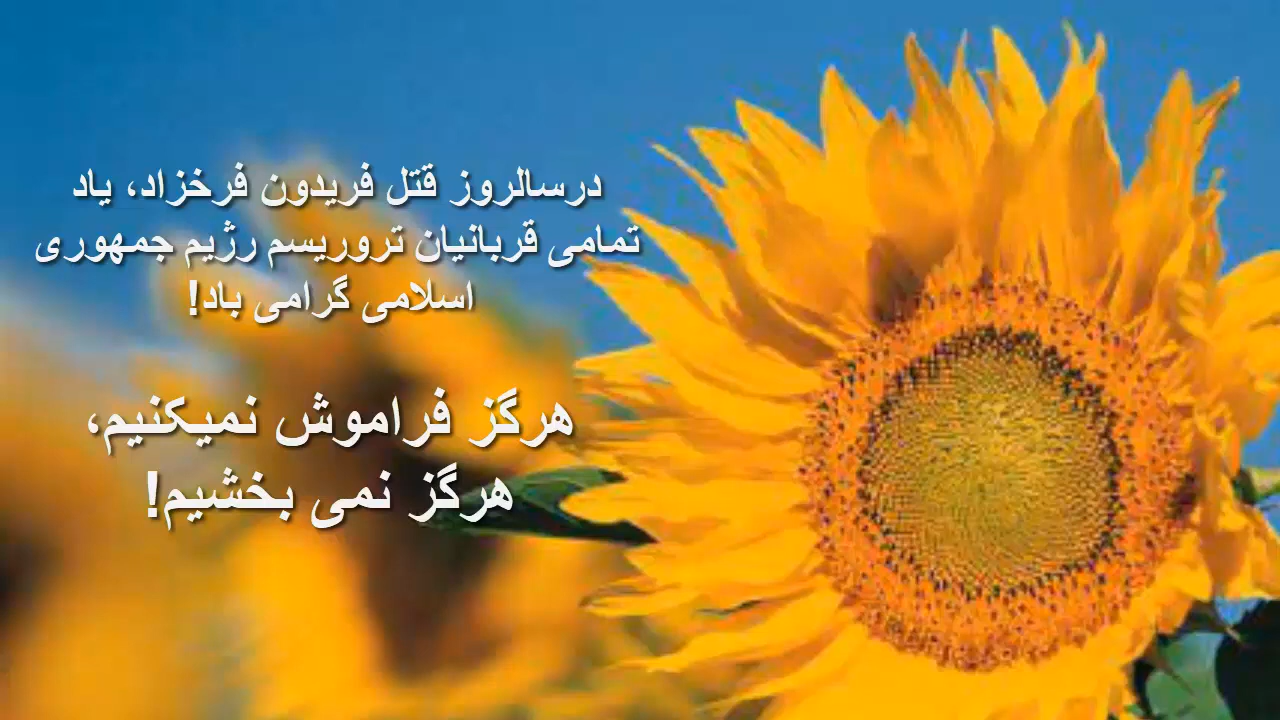 درسالروز قتل فریدون فرخزاد، یاد
تمامی قربانیان تروریسم رژیم جمهوری
اسلامی گرامی باد!
هرگز فراموش نمیکنیم،
هرگز نمی بخشیم!